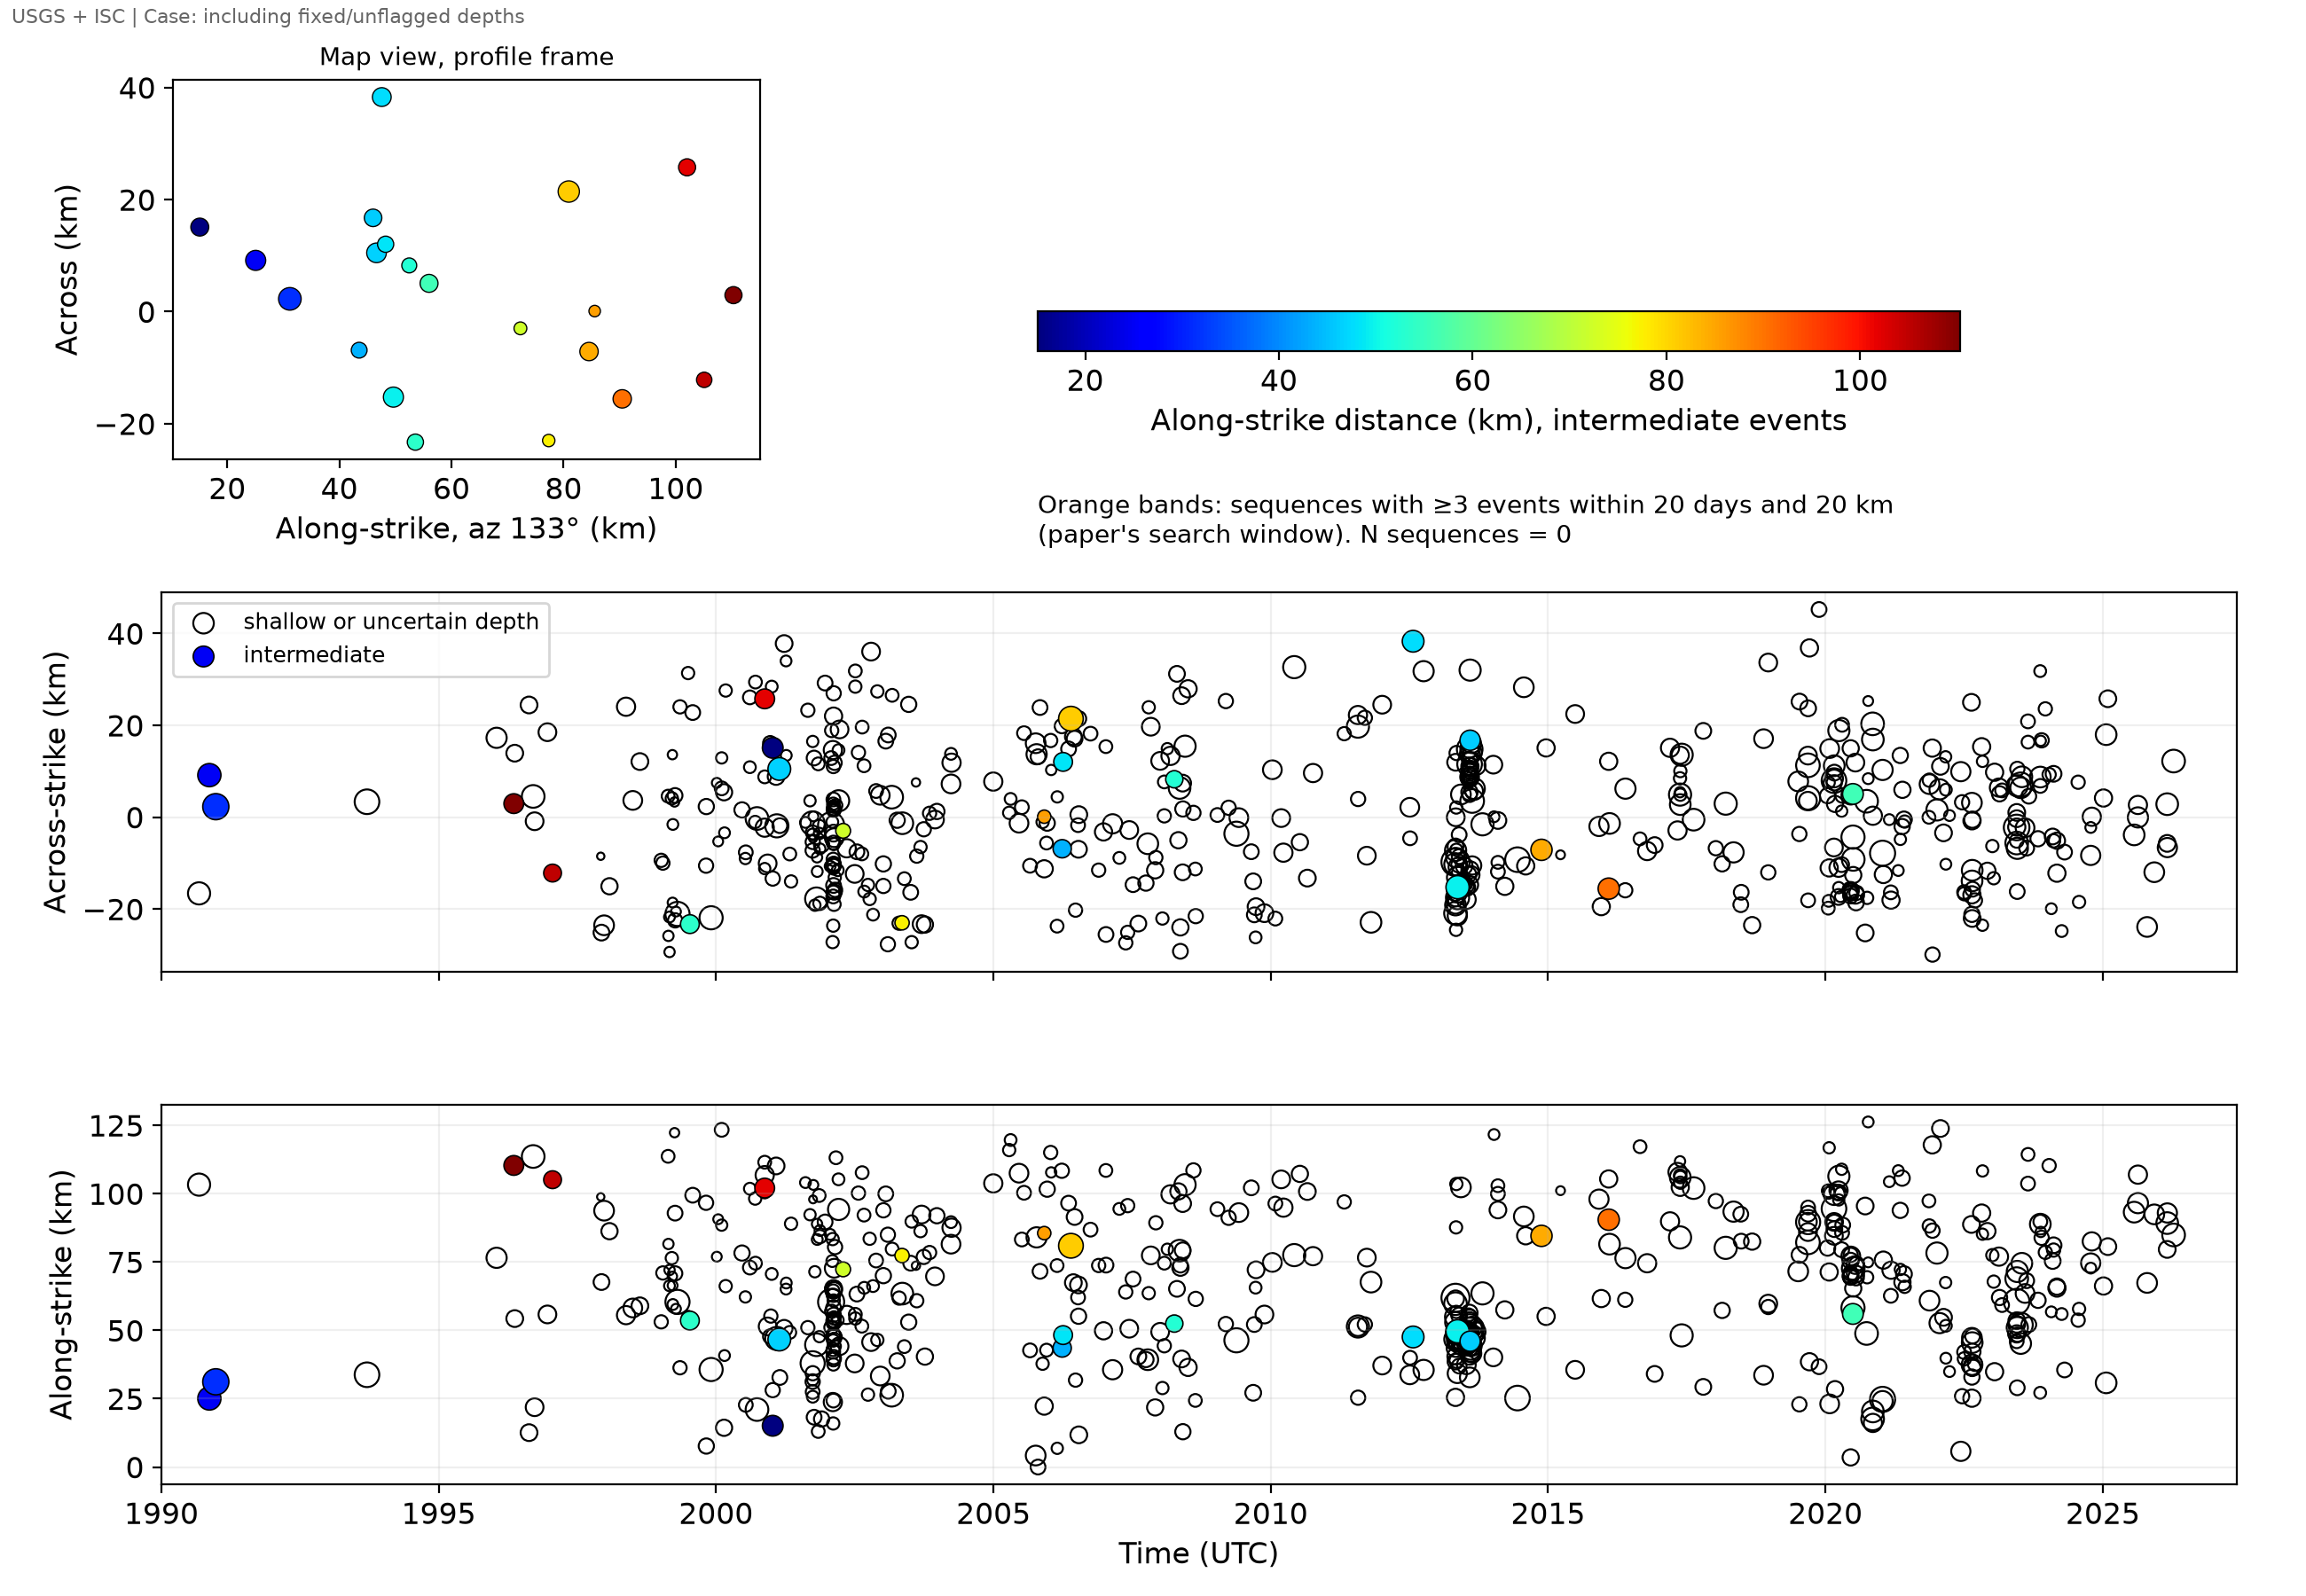 USGS + ISC | Case: including fixed/unflagged depths
Map view, profile frame
40
20
0
−20
Across (km)
20 40 60 80 100
Along-strike, az 133° (km)
20 40 60 80 100
Along-strike distance (km), intermediate events
Orange bands: sequences with ≥3 events within 20 days and 20 km
(paper's search window). N sequences = 0
shallow or uncertain depth
intermediate
40
20
0
−20
Across-strike (km)
125
100
75
50
25
0
Along-strike (km)
1990 1995 2000 2005 2010 2015 2020 2025
Time (UTC)